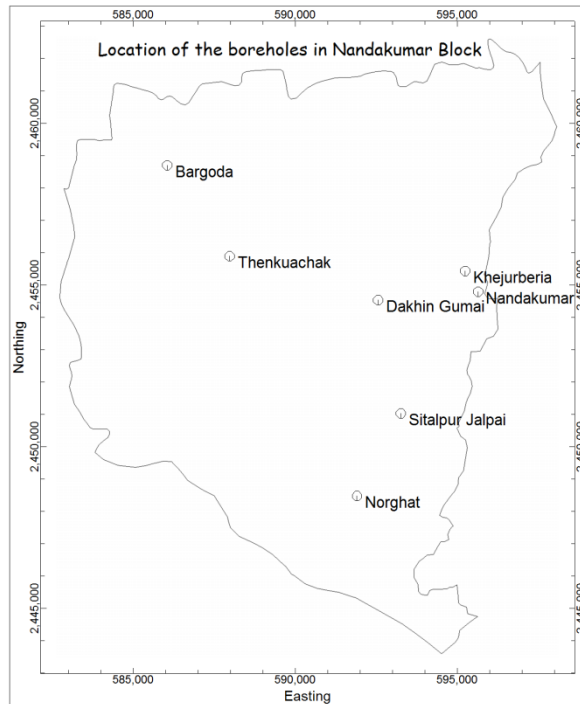 585,000 590,000 595,000
Location of the boreholes in Nandakumar Block
2,460,000 2,460,000
Bargoda
Thenkuachak
Khejurberia
2,455,000 2,455,000
Nandakumar
Dakhin Gumai
Northing
Sitalpur Jalpai
2,450,000 2,450,000
Norghat
2,445,000 2,445,000
585,000 590,000 595,000
Easting